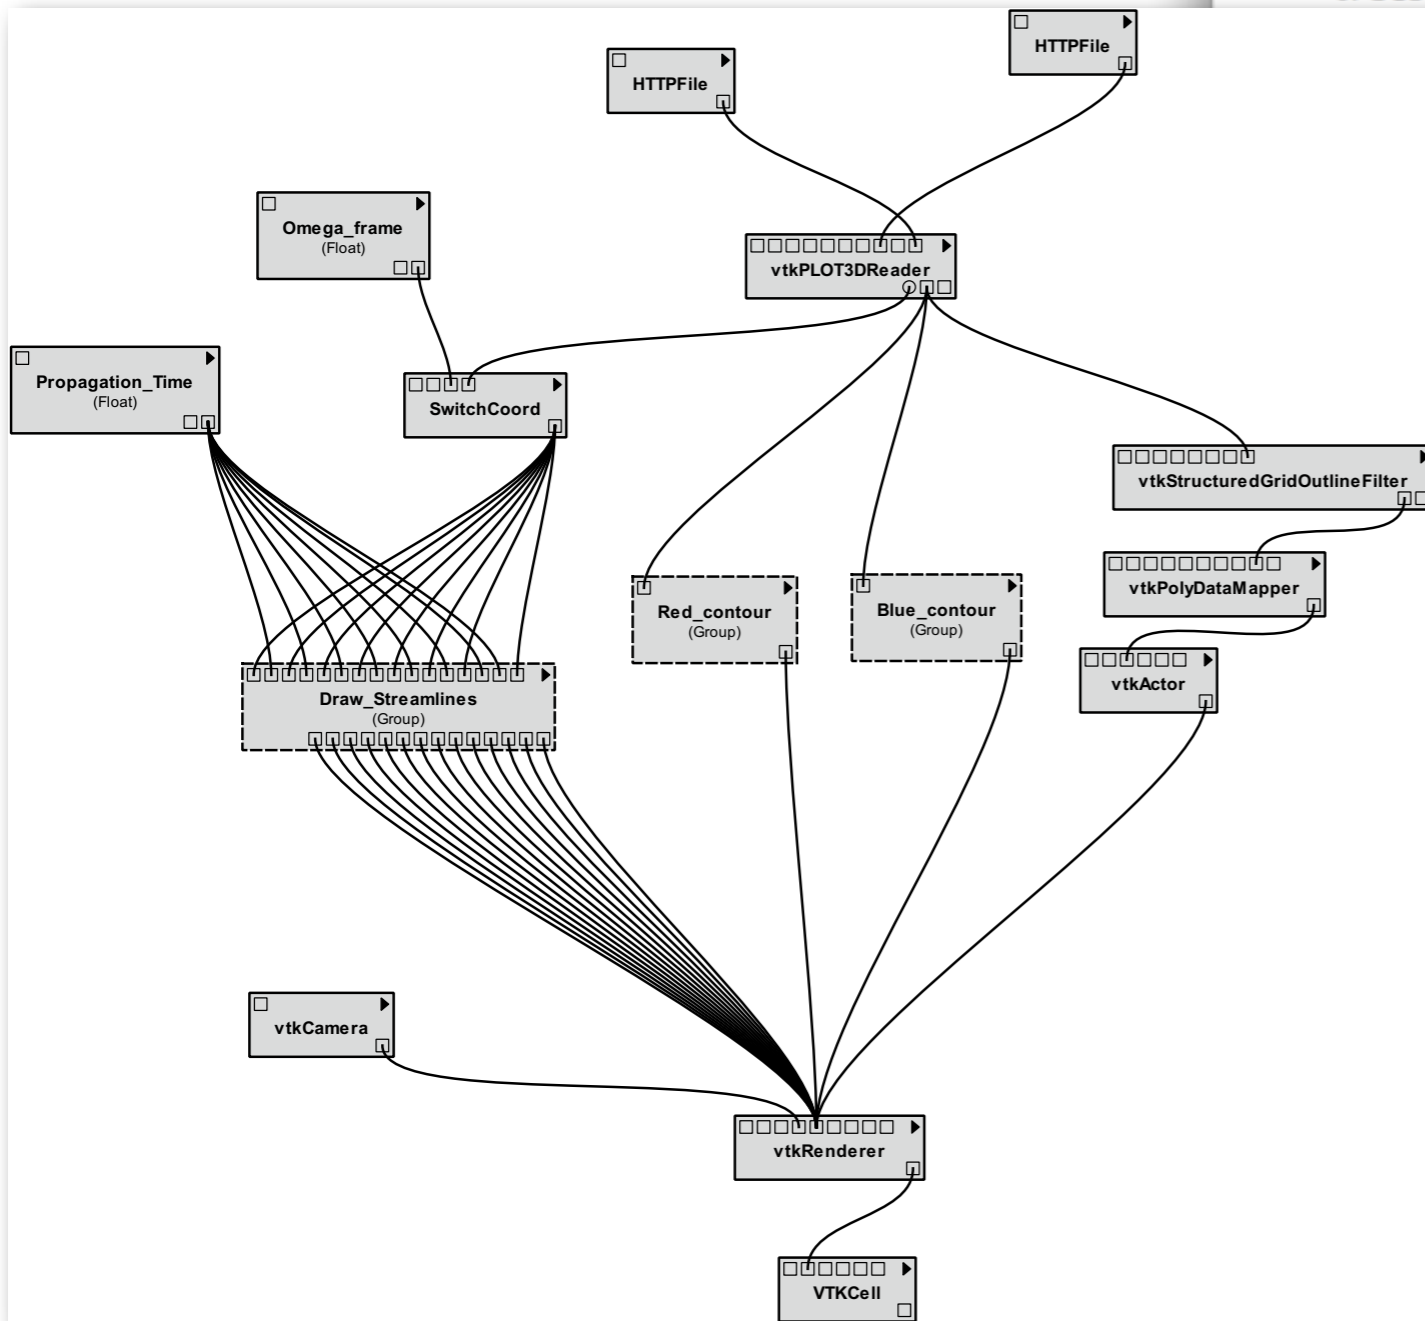 HTTPFile
HTTPFile
Omega_frame
(Float)
vtkPLOT3DReader
Propagation_Time
(Float)
SwitchCoord
vtkStructuredGridOutlineFilter
vtkPolyDataMapper
Red_contour
(Group)
Blue_contour
(Group)
vtkActor
Draw_Streamlines
(Group)
vtkCamera
vtkRenderer
VTKCell